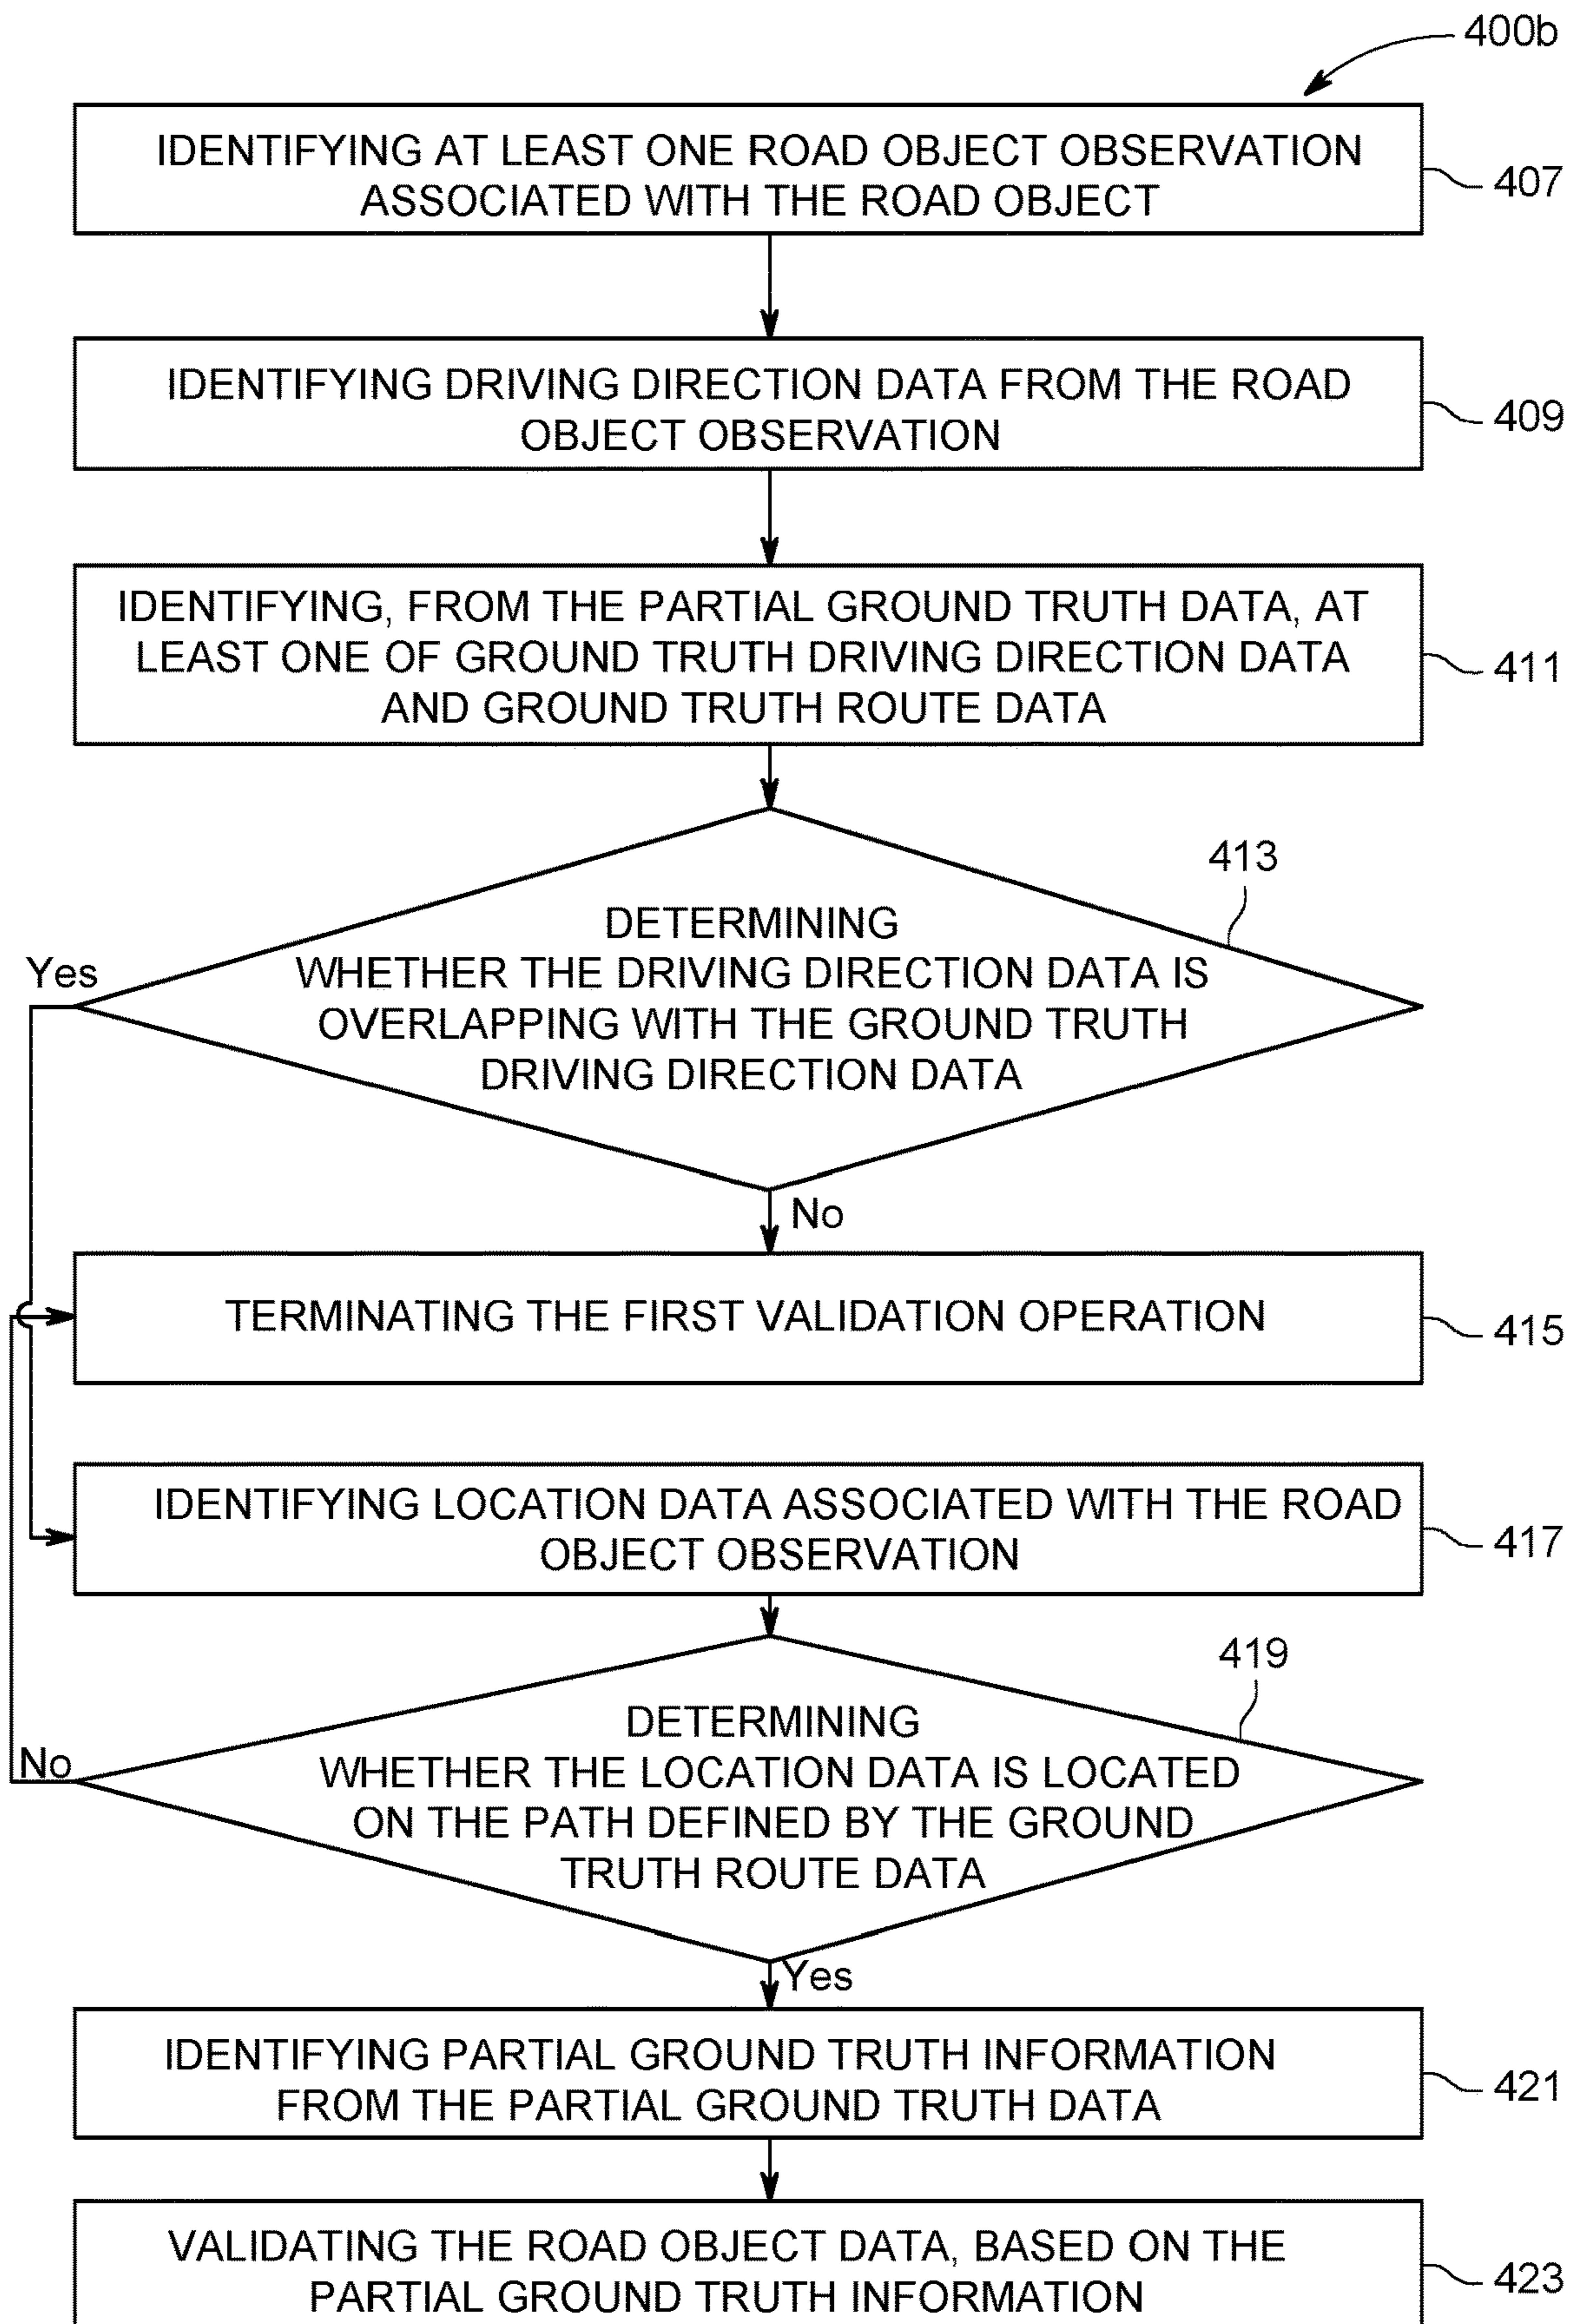 400b
IDENTIFYING AT LEAST ONE ROAD OBJECT OBSERVATION
ASSOCIATED WITH THE ROAD OBJECT
407
IDENTIFYING DRIVING DIRECTION DATA FROM THE ROAD
OBJECT OBSERVATION
409
IDENTIFYING, FROM THE PARTIAL GROUND TRUTH DATA, AT
LEAST ONE OF GROUND TRUTH DRIVING DIRECTION DATA
AND GROUND TRUTH ROUTE DATA
411
413
DETERMINING
WHETHER THE DRIVING DIRECTION DATA IS
OVERLAPPING WITH THE GROUND TRUTH
DRIVING DIRECTION DATA
Yes
No
TERMINATING THE FIRST VALIDATION OPERATION
415
IDENTIFYING LOCATION DATA ASSOCIATED WITH THE ROAD
OBJECT OBSERVATION
417
419
DETERMINING
WHETHER THE LOCATION DATA IS LOCATED
ON THE PATH DEFINED BY THE GROUND
TRUTH ROUTE DATA
No
Yes
IDENTIFYING PARTIAL GROUND TRUTH INFORMATION
FROM THE PARTIAL GROUND TRUTH DATA
421
VALIDATING THE ROAD OBJECT DATA, BASED ON THE
PARTIAL GROUND TRUTH INFORMATION
423